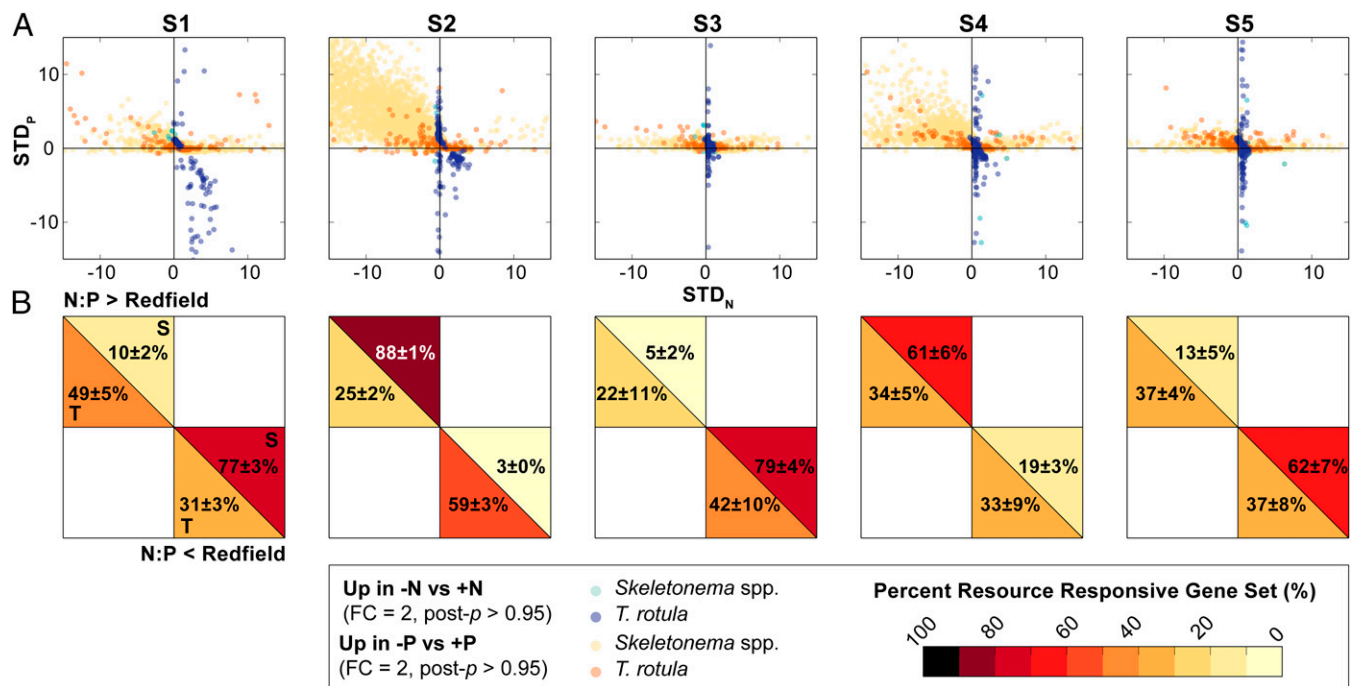 A
S1 S2 S3 S4 S5
STD_P
10
0
-10
-10 0 10 -10 0 10 -10 0 10 -10 0 10 -10 0 10
STD_N
B
N:P > Redfield
S
10±2% 88±1% 5±2% 61±6% 13±5%
49±5% 25±2% 22±11% 34±5% 37±4%
T
S
77±3% 3±0% 79±4% 19±3% 62±7%
31±3% 59±3% 42±10% 33±9% 37±8%
T
N:P < Redfield
Up in -N vs +N
(FC = 2, post-p > 0.95)
Up in -P vs +P
(FC = 2, post-p > 0.95)
Skeletonema spp.
T. rotula
Skeletonema spp.
T. rotula
Percent Resource Responsive Gene Set (%)
100 80 60 40 20 0